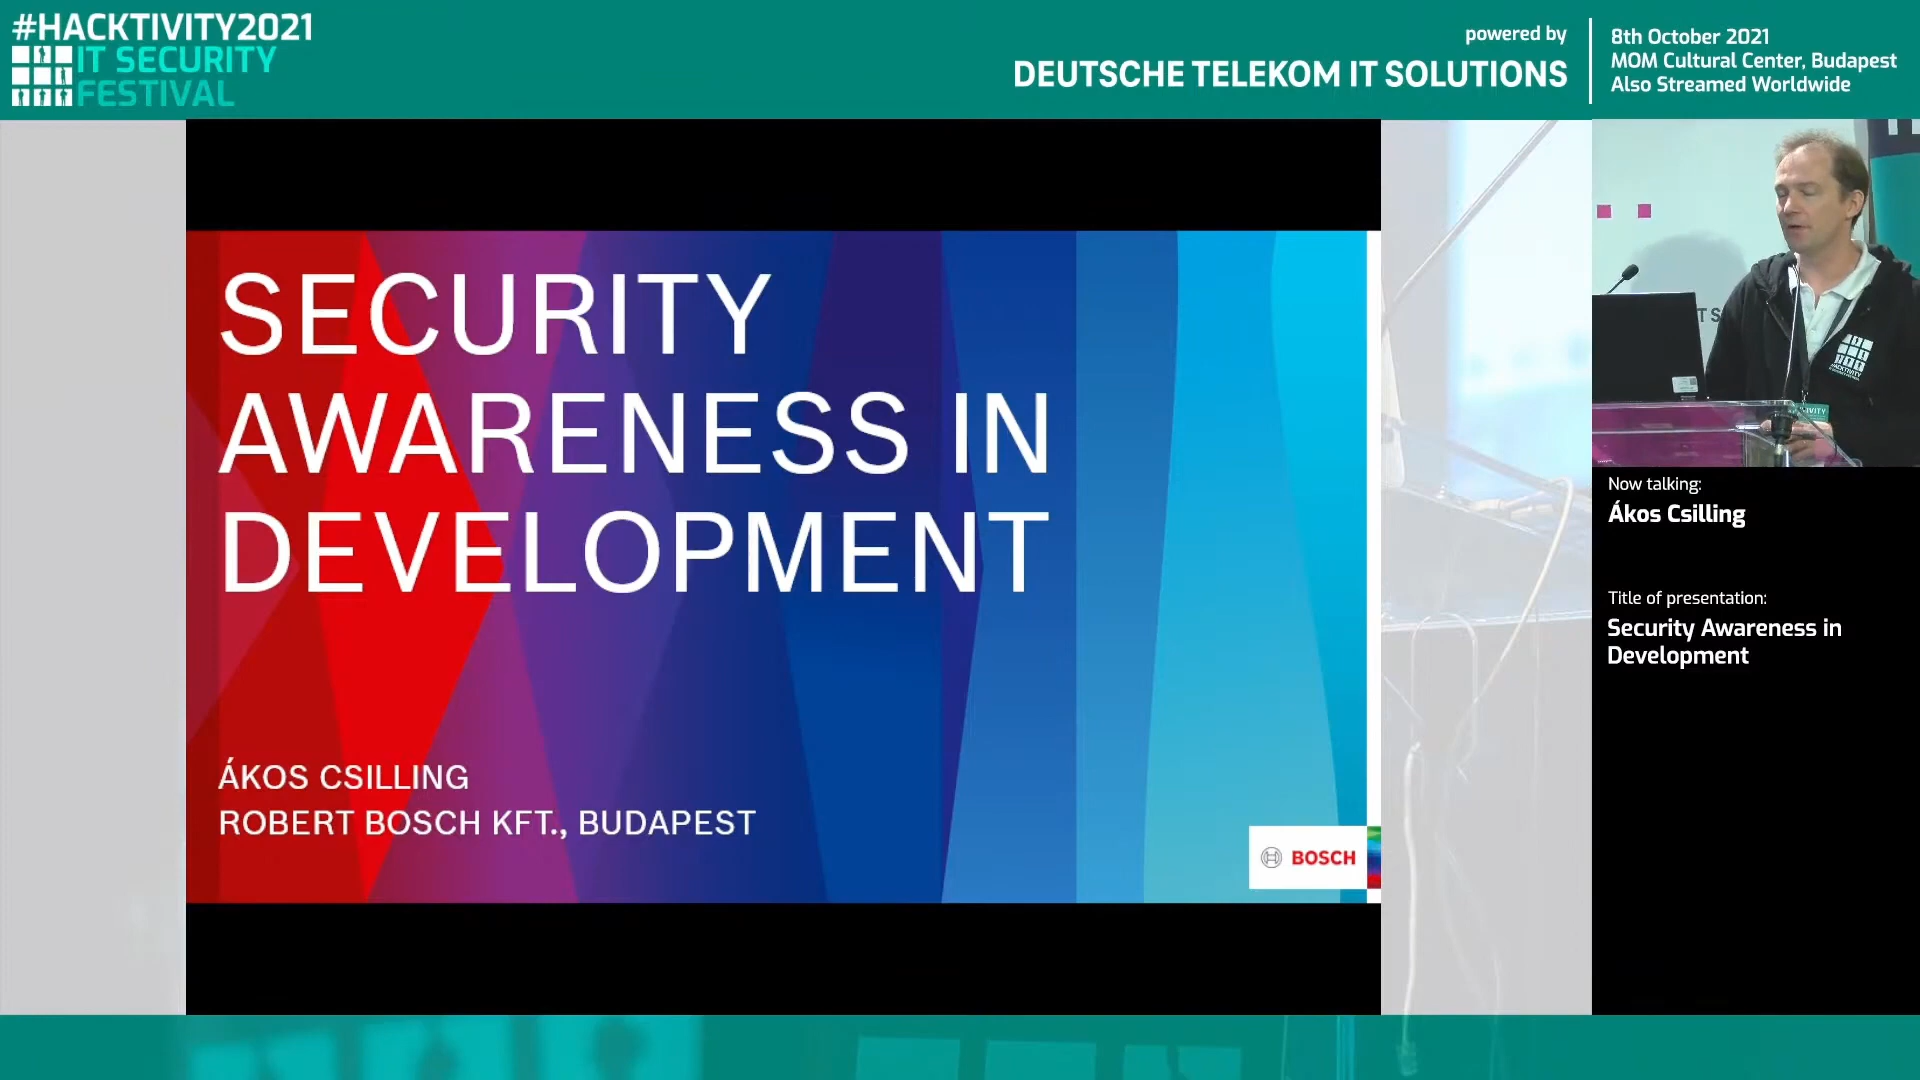 #HACKTIVITY2021
IT SECURITY
FESTIVAL
powered by
DEUTSCHE TELEKOM IT SOLUTIONS
8th October 2021
MOM Cultural Center, Budapest
Also Streamed Worldwide
SECURITY
AWARENESS IN
DEVELOPMENT
ÁKOS CSILLING
ROBERT BOSCH KFT., BUDAPEST
BOSCH
T S
HACKTIVITY
Now talking:
Ákos Csilling
Title of presentation:
Security Awareness in
Development